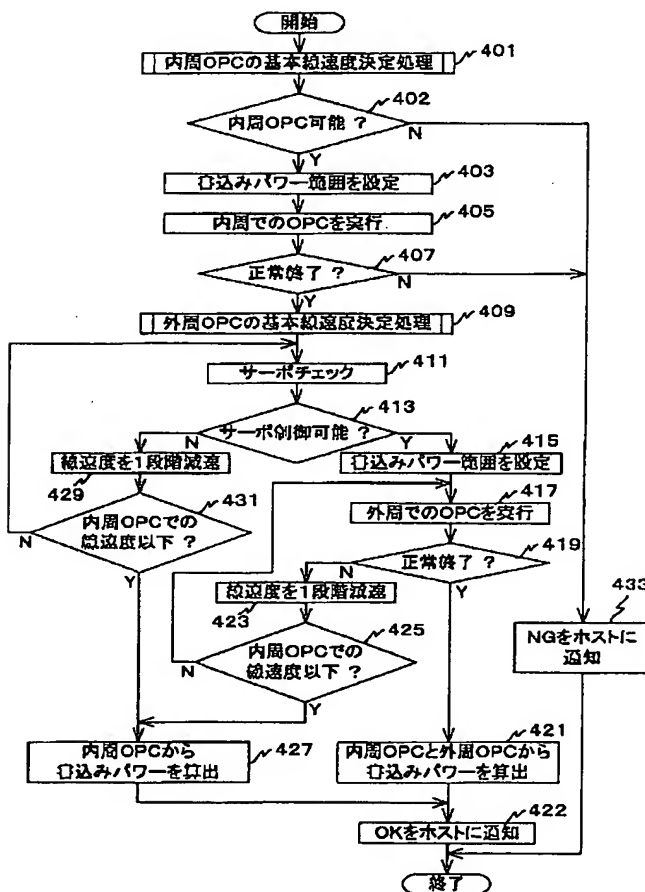 開始
内周OPCの基本線速度決定処理
401
402
内周OPC可能 ?
N
Y
書込みパワー範囲を設定
403
内周でのOPCを実行
405
407
正常終了 ?
N
Y
外周OPCの基本線速度決定処理
409
サーボチェック
411
413
サーボ制御可能 ?
N
Y
線速度を1段階減速
429
書込みパワー範囲を設定
415
431
内周OPCでの
線速度以下 ?
N
Y
外周でのOPCを実行
417
419
正常終了 ?
N
Y
線速度を1段階減速
423
425
内周OPCでの
線速度以下 ?
N
Y
433
NGをホストに
通知
内周OPCから
書込みパワーを算出
427
内周OPCと外周OPCから
書込みパワーを算出
421
422
OKをホストに通知
終了